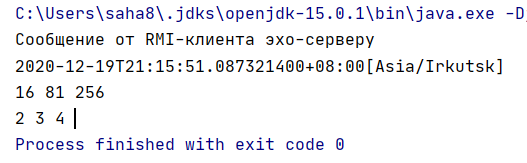 C:\Users\saha8\.jdks\openjdk-15.0.1\bin\java.exe -D
Сообщение от RMI-клиента эхо-серверу
2020-12-19T21:15:51.087321400+08:00[Asia/Irkutsk]
16 81 256
2 3 4
Process finished with exit code 0